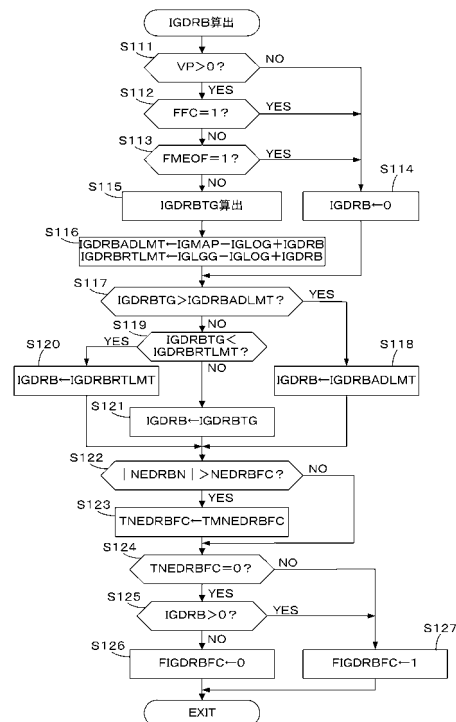 IGDRB算出
S111
VP>0?
NO
YES
S112
FFC=1?
YES
NO
S113
FMEOF=1?
YES
NO
S115
IGDRBTG算出
S114
IGDRB←0
S116
IGDRBADLMT←IGMAP−IGLOG+IGDRB
IGDRBRTLMT←IGLGG−IGLOG+IGDRB
S117
IGDRBTG>IGDRBADLMT?
YES
NO
S119
IGDRBTG<
IGDRBRTLMT?
YES
NO
S120
IGDRB←IGDRBRTLMT
S118
IGDRB←IGDRBADLMT
S121
IGDRB←IGDRBTG
S122
|NEDRBN|>NEDRBFC?
NO
YES
S123
TNEDRBFC←TMNEDRBFC
S124
TNEDRBFC=0?
NO
YES
S125
IGDRB>0?
YES
NO
S126
FIGDRBFC←0
S127
FIGDRBFC←1
EXIT